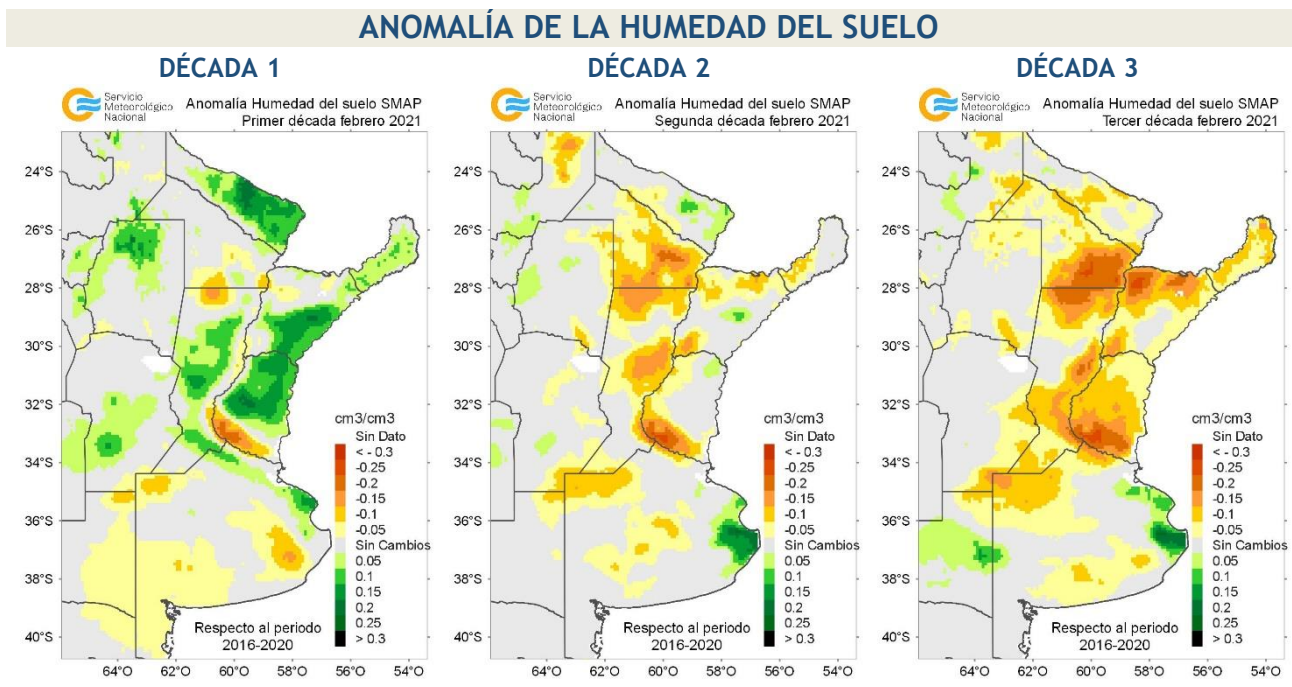 ANOMALÍA DE LA HUMEDAD DEL SUELO
DÉCADA 1
Servicio
Meteorológico
Nacional
Anomalía Humedad del suelo SMAP
Primer década febrero 2021
24°S
26°S
28°S
30°S
32°S
34°S
36°S
38°S
40°S
cm3/cm3
Sin Dato
< - 0.3
-0.25
-0.2
-0.15
-0.1
-0.05
Sin Cambios
0.05
0.1
0.15
0.2
0.25
> 0.3
Respecto al periodo
2016-2020
64°O 62°O 60°O 58°O 56°O 54°O
DÉCADA 2
Servicio
Meteorológico
Nacional
Anomalía Humedad del suelo SMAP
Segunda década febrero 2021
24°S
26°S
28°S
30°S
32°S
34°S
36°S
38°S
40°S
cm3/cm3
Sin Dato
< - 0.3
-0.25
-0.2
-0.15
-0.1
-0.05
Sin Cambios
0.05
0.1
0.15
0.2
0.25
> 0.3
Respecto al periodo
2016-2020
64°O 62°O 60°O 58°O 56°O 54°O
DÉCADA 3
Servicio
Meteorológico
Nacional
Anomalía Humedad del suelo SMAP
Tercer década febrero 2021
24°S
26°S
28°S
30°S
32°S
34°S
36°S
38°S
40°S
cm3/cm3
Sin Dato
< - 0.3
-0.25
-0.2
-0.15
-0.1
-0.05
Sin Cambios
0.05
0.1
0.15
0.2
0.25
> 0.3
Respecto al periodo
2016-2020
64°O 62°O 60°O 58°O 56°O 54°O